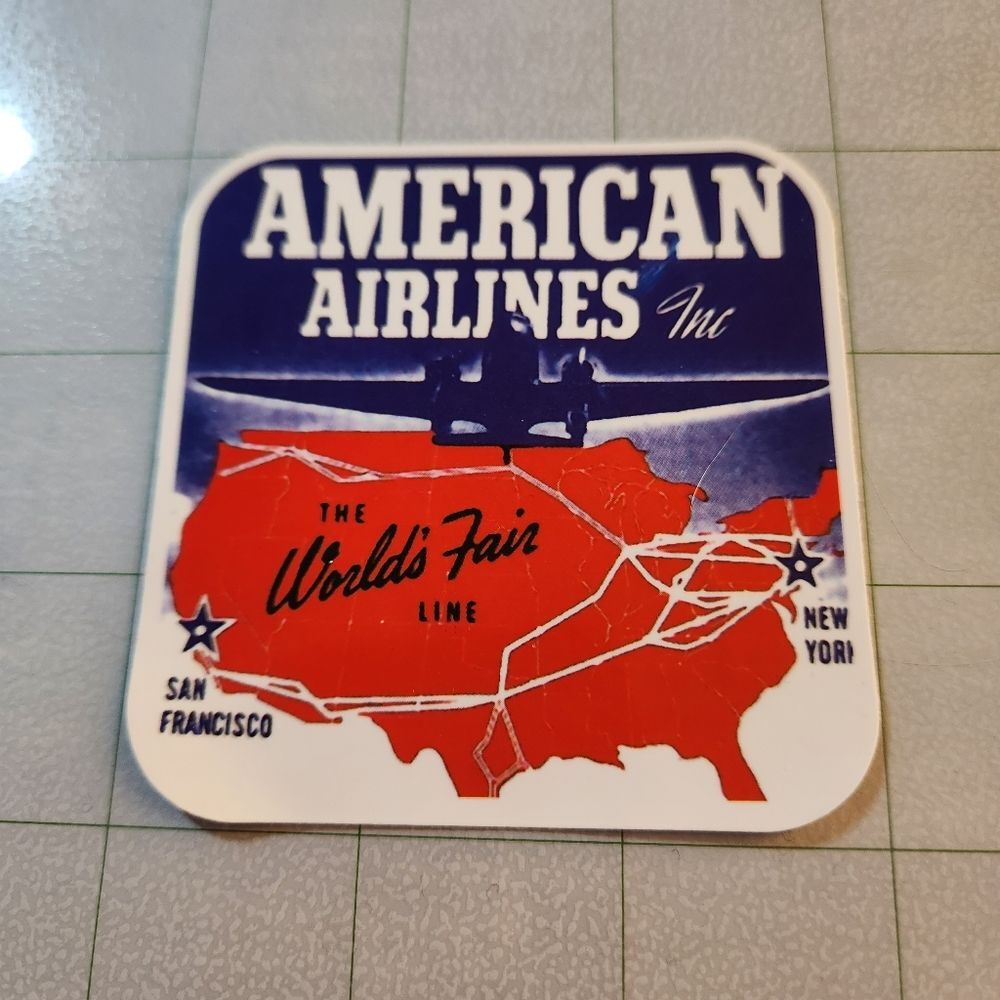 AMERICAN
AIRLINES Inc
THE
World's Fair
LINE
NEW
YORK
SAN
FRANCISCO